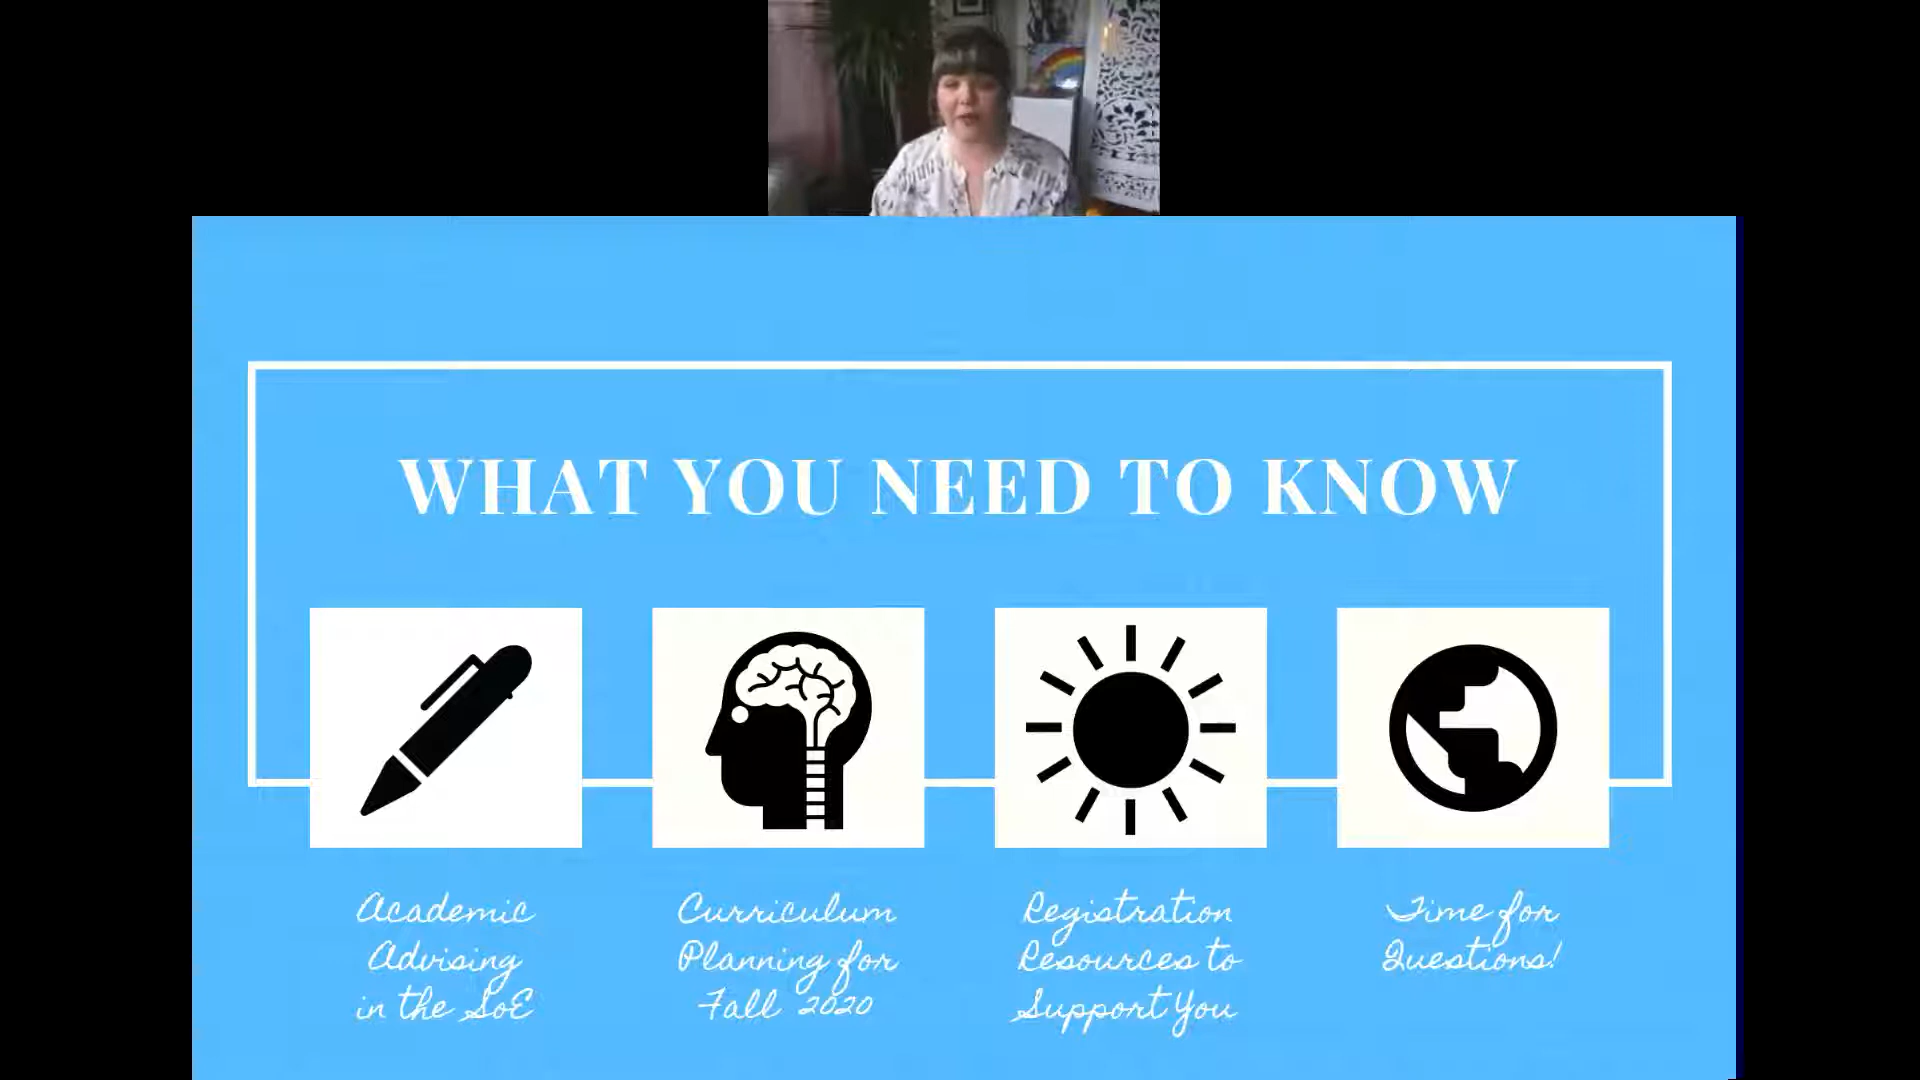 WHAT YOU NEED TO KNOW
Academic
Advising
in the SoE
Curriculum
Planning for
Fall 2020
Registration
Resources to
Support You
Time for
Questions!